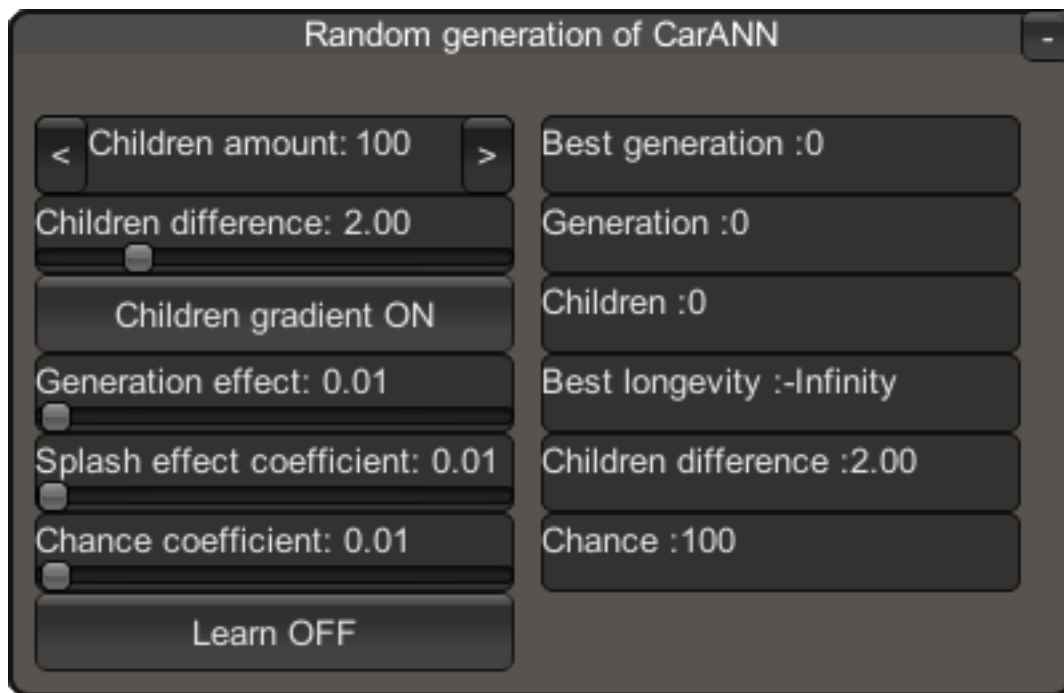 Random generation of CarANN
-
< Children amount: 100 >
Children difference: 2.00
Children gradient ON
Generation effect: 0.01
Splash effect coefficient: 0.01
Chance coefficient: 0.01
Learn OFF
Best generation :0
Generation :0
Children :0
Best longevity :-Infinity
Children difference :2.00
Chance :100